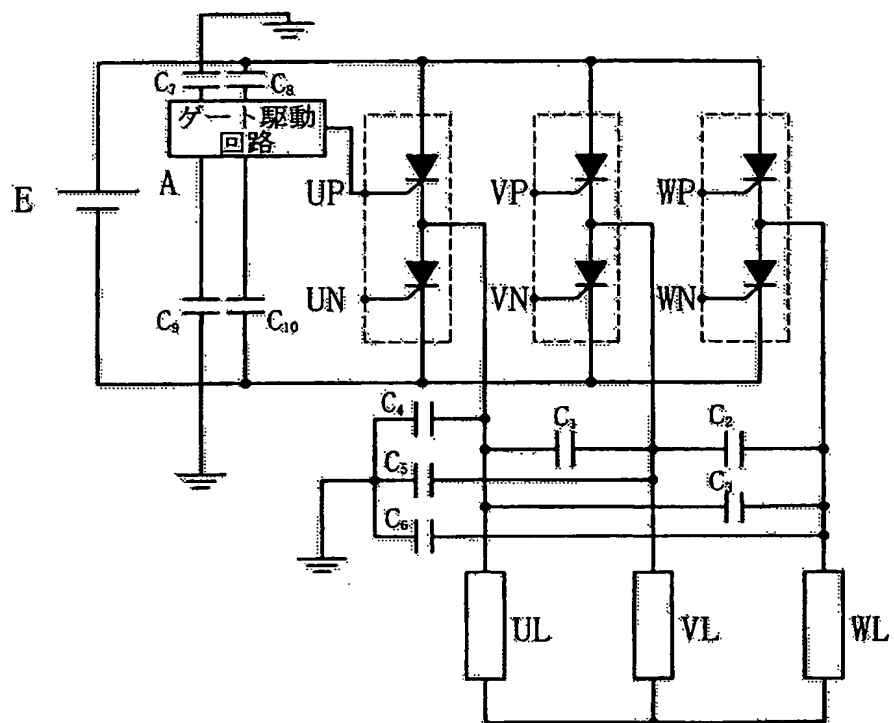 C₇ C₈
ゲート駆動
回路
E
A
UP
VP
WP
UN
VN
WN
C₉ C₁₀
C₄
C₁
C₂
C₅
C₃
C₆
UL
VL
WL